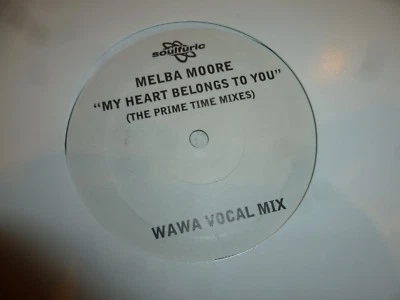 soulfuric
MELBA MOORE
"MY HEART BELONGS TO YOU"
(THE PRIME TIME MIXES)
WAWA VOCAL MIX